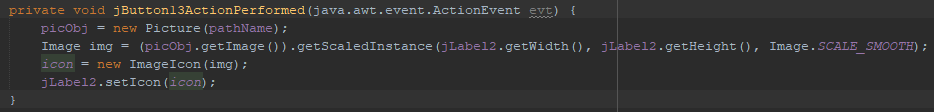 private void jButton13ActionPerformed(java.awt.event.ActionEvent evt) {
picObj = new Picture(pathName);
Image img = (picObj.getImage()).getScaledInstance(jLabel2.getWidth(), jLabel2.getHeight(), Image.SCALE_SMOOTH);
icon = new ImageIcon(img);
jLabel2.setIcon(icon);
}